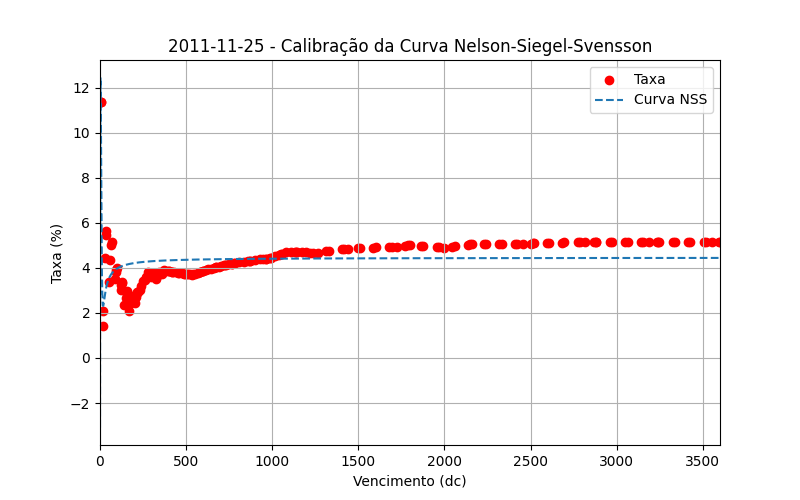 2011-11-25 - Calibração da Curva Nelson-Siegel-Svensson
Taxa
Curva NSS
Taxa (%)
12
10
8
6
4
2
0
−2
0 500 1000 1500 2000 2500 3000 3500
Vencimento (dc)